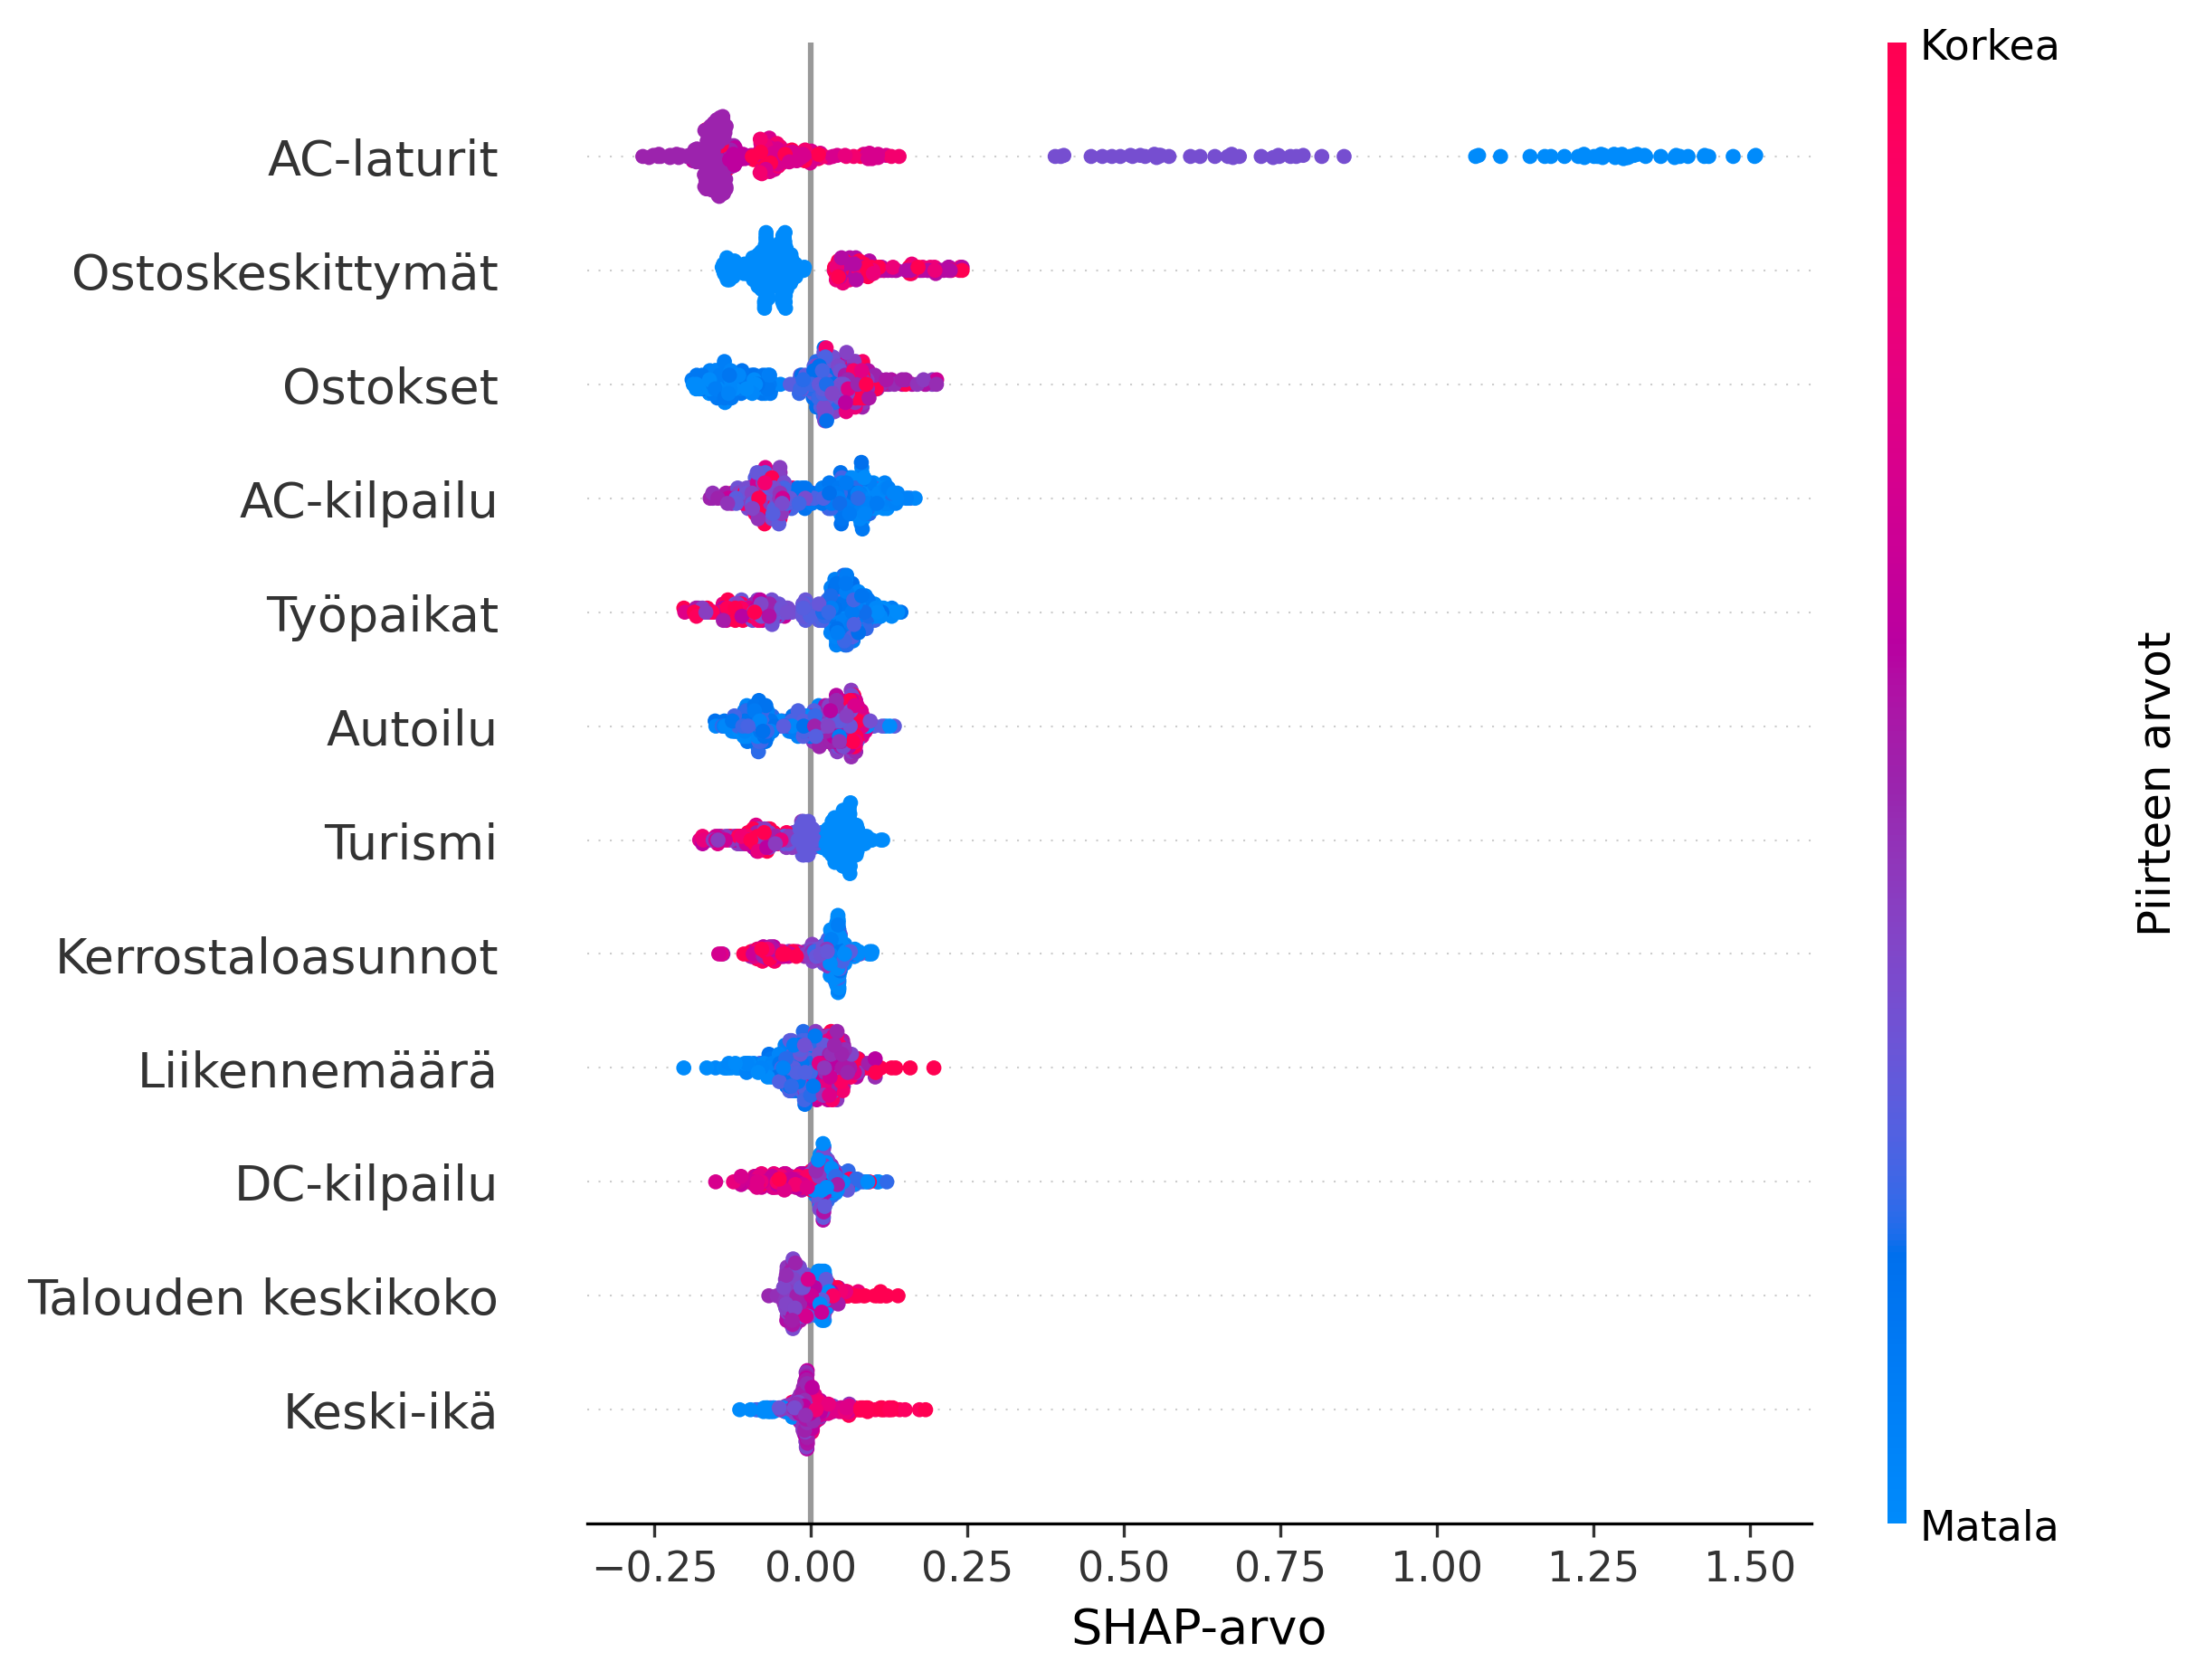 Korkea
AC-laturit
Ostoskeskittymät
Ostokset
AC-kilpailu
Työpaikat
Autoilu
Turismi
Kerrostaloasunnot
Liikennemäärä
DC-kilpailu
Talouden keskikoko
Keski-ikä
Piirteen arvot
Matala
−0.25 0.00 0.25 0.50 0.75 1.00 1.25 1.50
SHAP-arvo